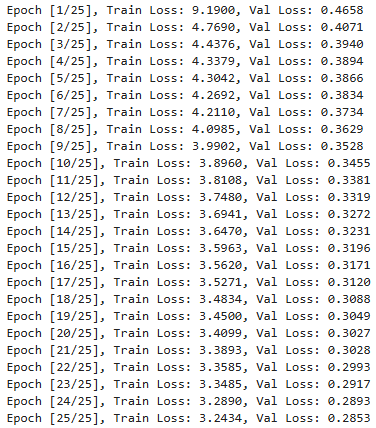 Epoch [1/25], Train Loss: 9.1900, Val Loss: 0.4658
Epoch [2/25], Train Loss: 4.7690, Val Loss: 0.4071
Epoch [3/25], Train Loss: 4.4376, Val Loss: 0.3940
Epoch [4/25], Train Loss: 4.3379, Val Loss: 0.3894
Epoch [5/25], Train Loss: 4.3042, Val Loss: 0.3866
Epoch [6/25], Train Loss: 4.2692, Val Loss: 0.3834
Epoch [7/25], Train Loss: 4.2110, Val Loss: 0.3734
Epoch [8/25], Train Loss: 4.0985, Val Loss: 0.3629
Epoch [9/25], Train Loss: 3.9902, Val Loss: 0.3528
Epoch [10/25], Train Loss: 3.8960, Val Loss: 0.3455
Epoch [11/25], Train Loss: 3.8108, Val Loss: 0.3381
Epoch [12/25], Train Loss: 3.7480, Val Loss: 0.3319
Epoch [13/25], Train Loss: 3.6941, Val Loss: 0.3272
Epoch [14/25], Train Loss: 3.6470, Val Loss: 0.3231
Epoch [15/25], Train Loss: 3.5963, Val Loss: 0.3196
Epoch [16/25], Train Loss: 3.5620, Val Loss: 0.3171
Epoch [17/25], Train Loss: 3.5271, Val Loss: 0.3120
Epoch [18/25], Train Loss: 3.4834, Val Loss: 0.3088
Epoch [19/25], Train Loss: 3.4500, Val Loss: 0.3049
Epoch [20/25], Train Loss: 3.4099, Val Loss: 0.3027
Epoch [21/25], Train Loss: 3.3893, Val Loss: 0.3028
Epoch [22/25], Train Loss: 3.3585, Val Loss: 0.2993
Epoch [23/25], Train Loss: 3.3485, Val Loss: 0.2917
Epoch [24/25], Train Loss: 3.2890, Val Loss: 0.2893
Epoch [25/25], Train Loss: 3.2434, Val Loss: 0.2853